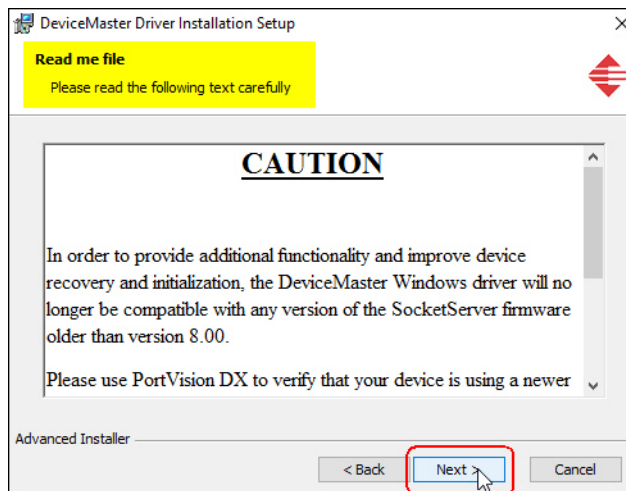 DeviceMaster Driver Installation Setup
Read me file
Please read the following text carefully
CAUTION
In order to provide additional functionality and improve device
recovery and initialization, the DeviceMaster Windows driver will no
longer be compatible with any version of the SocketServer firmware
older than version 8.00.
Please use PortVision DX to verify that your device is using a newer
Advanced Installer
< Back
Next >
Cancel